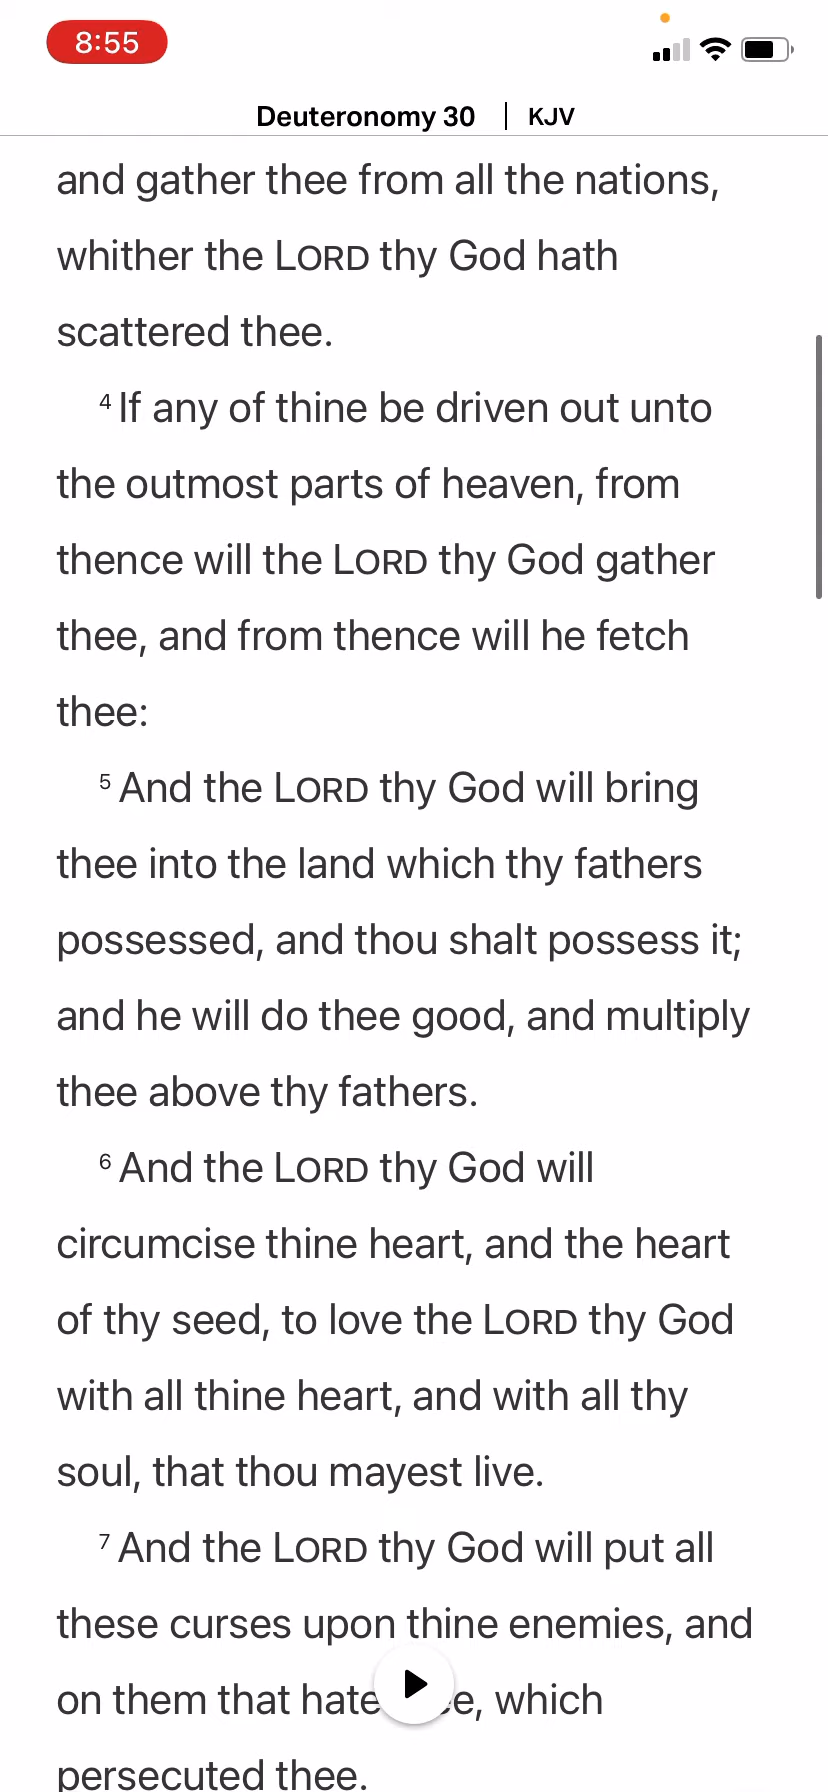 8:55
Deuteronomy 30 | KJV
and gather thee from all the nations,
whither the LORD thy God hath
scattered thee.
4 If any of thine be driven out unto
the outmost parts of heaven, from
thence will the LORD thy God gather
thee, and from thence will he fetch
thee:
5 And the LORD thy God will bring
thee into the land which thy fathers
possessed, and thou shalt possess it;
and he will do thee good, and multiply
thee above thy fathers.
6 And the LORD thy God will
circumcise thine heart, and the heart
of thy seed, to love the LORD thy God
with all thine heart, and with all thy
soul, that thou mayest live.
7 And the LORD thy God will put all
these curses upon thine enemies, and
on them that hate which
persecuted thee.